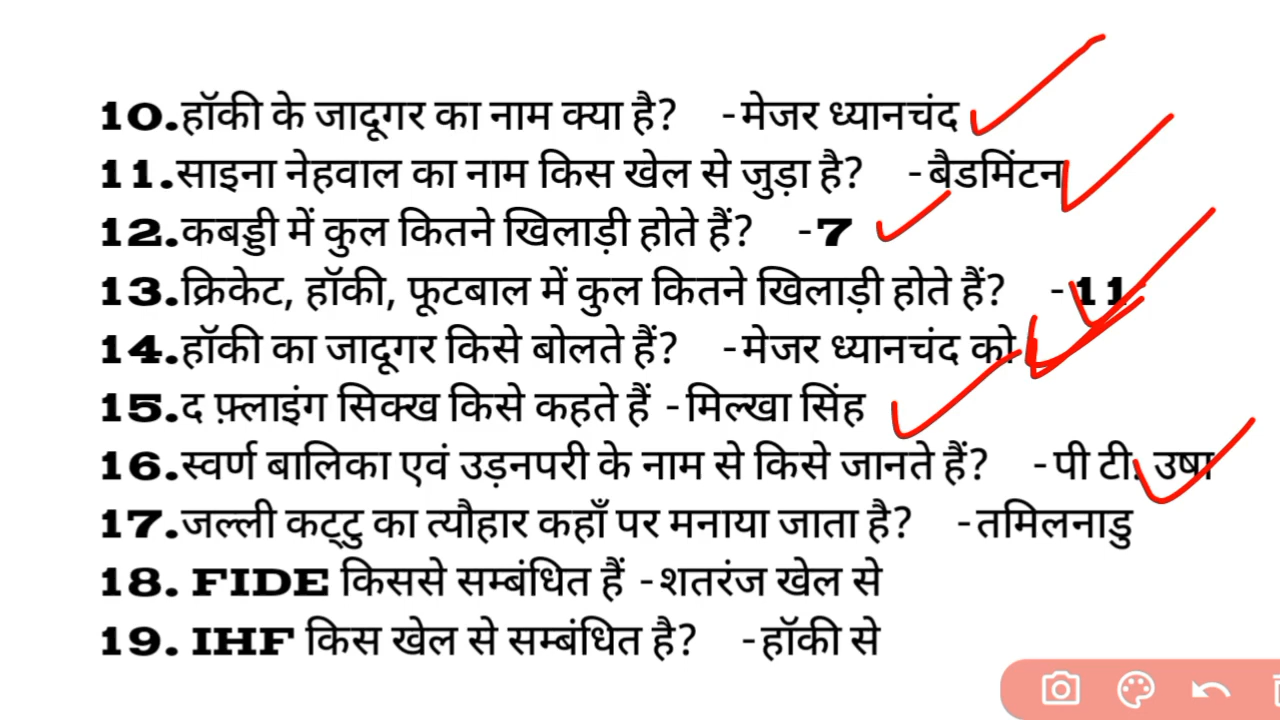 10.हॉकी के जादूगर का नाम क्या है? -मेजर ध्यानचंद
11.साइना नेहवाल का नाम किस खेल से जुड़ा है? -बैडमिंटन
12.कबड्डी में कुल कितने खिलाड़ी होते हैं? -7
13.क्रिकेट, हॉकी, फूटबाल में कुल कितने खिलाड़ी होते हैं? -11
14.हॉकी का जादूगर किसे बोलते हैं? -मेजर ध्यानचंद को
15.द फ़्लाइंग सिक्ख किसे कहते हैं -मिल्खा सिंह
16.स्वर्ण बालिका एवं उड़नपरी के नाम से किसे जानते हैं? -पी टी. उषा
17.जल्ली कट्टु का त्यौहार कहाँ पर मनाया जाता है? -तमिलनाडु
18. FIDE किससे सम्बंधित हैं -शतरंज खेल से
19. IHF किस खेल से सम्बंधित है? -हॉकी से